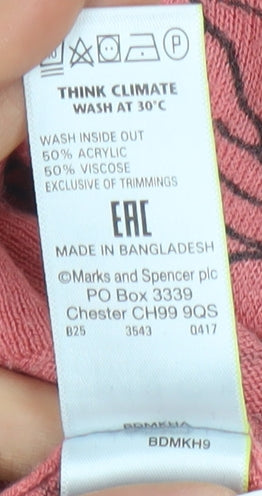 P
THINK CLIMATE
WASH AT 30°C
WASH INSIDE OUT
50% ACRYLIC
50% VISCOSE
EXCLUSIVE OF TRIMMINGS
EAC
MADE IN BANGLADESH
©Marks and Spencer plc
PO Box 3339
Chester CH99 9QS
B25 3543 0417
BDMKH9